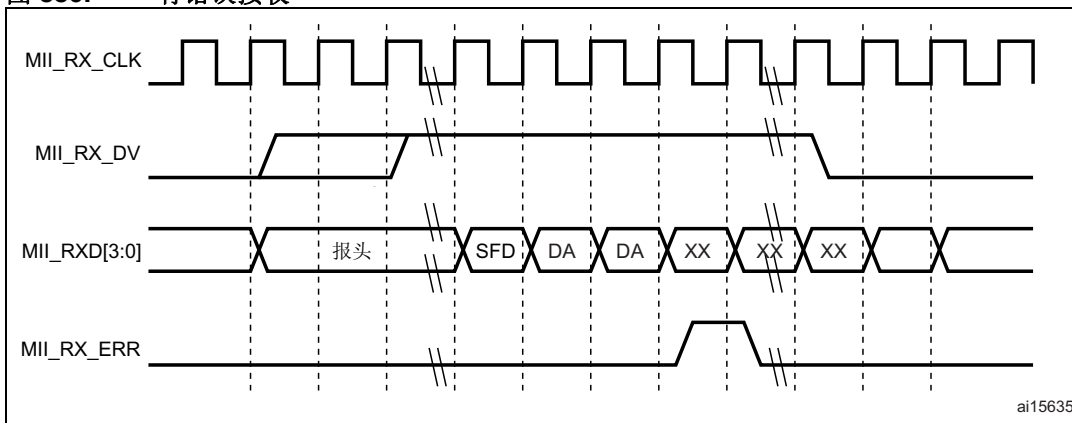 MII_RX_CLK
MII_RX_DV
MII_RXD[3:0] 报头 SFD DA DA XX XX XX
MII_RX_ERR
ai15635